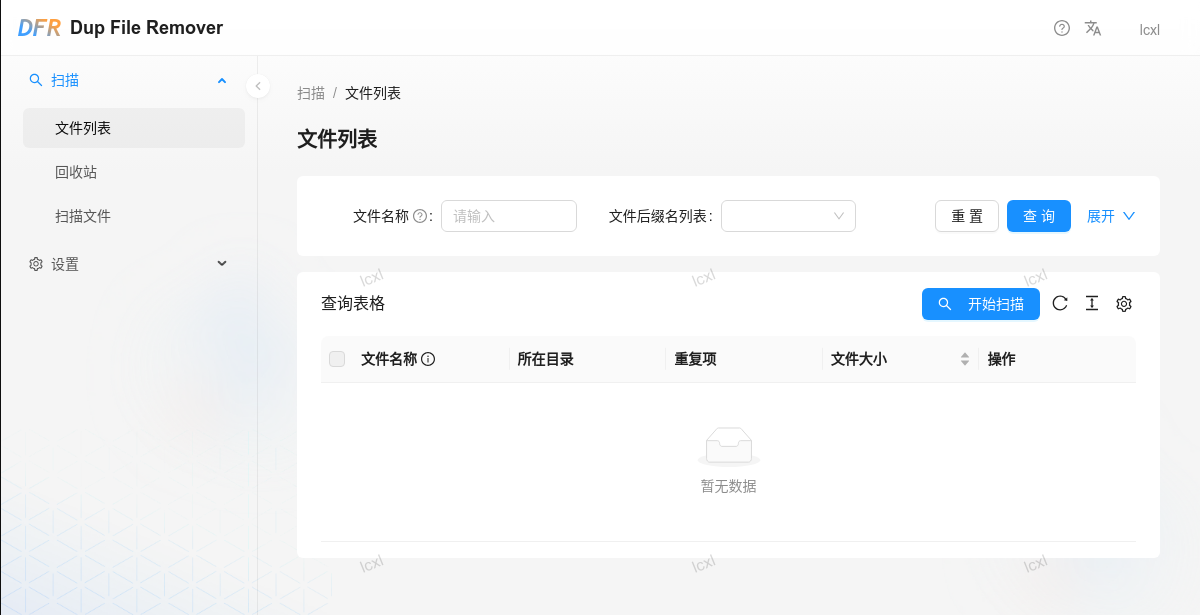 DFR Dup File Remover
lcxl
扫描
文件列表
回收站
扫描文件
设置
扫描 / 文件列表
文件列表
文件名称 : 请输入 文件后缀名列表 : 重 置 查 询 展开
lcxl lcxl lcxl
查询表格 开始扫描
文件名称 所在目录 重复项 文件大小 操作
暂无数据
lcxl lcxl lcxl